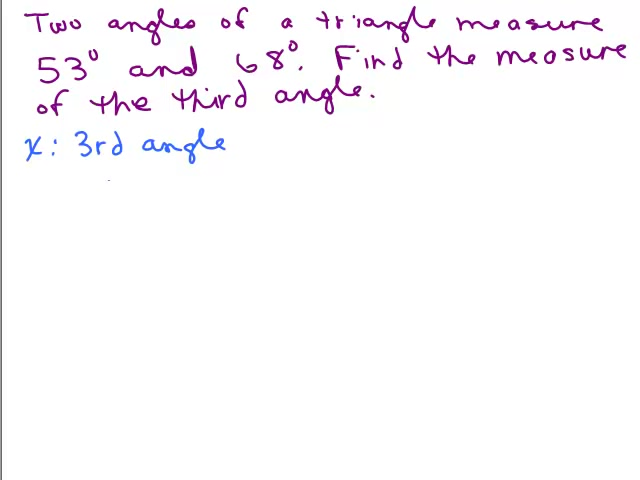 Two angles of a triangle measure
53° and 68°. Find the measure
of the third angle.
x: 3rd angle